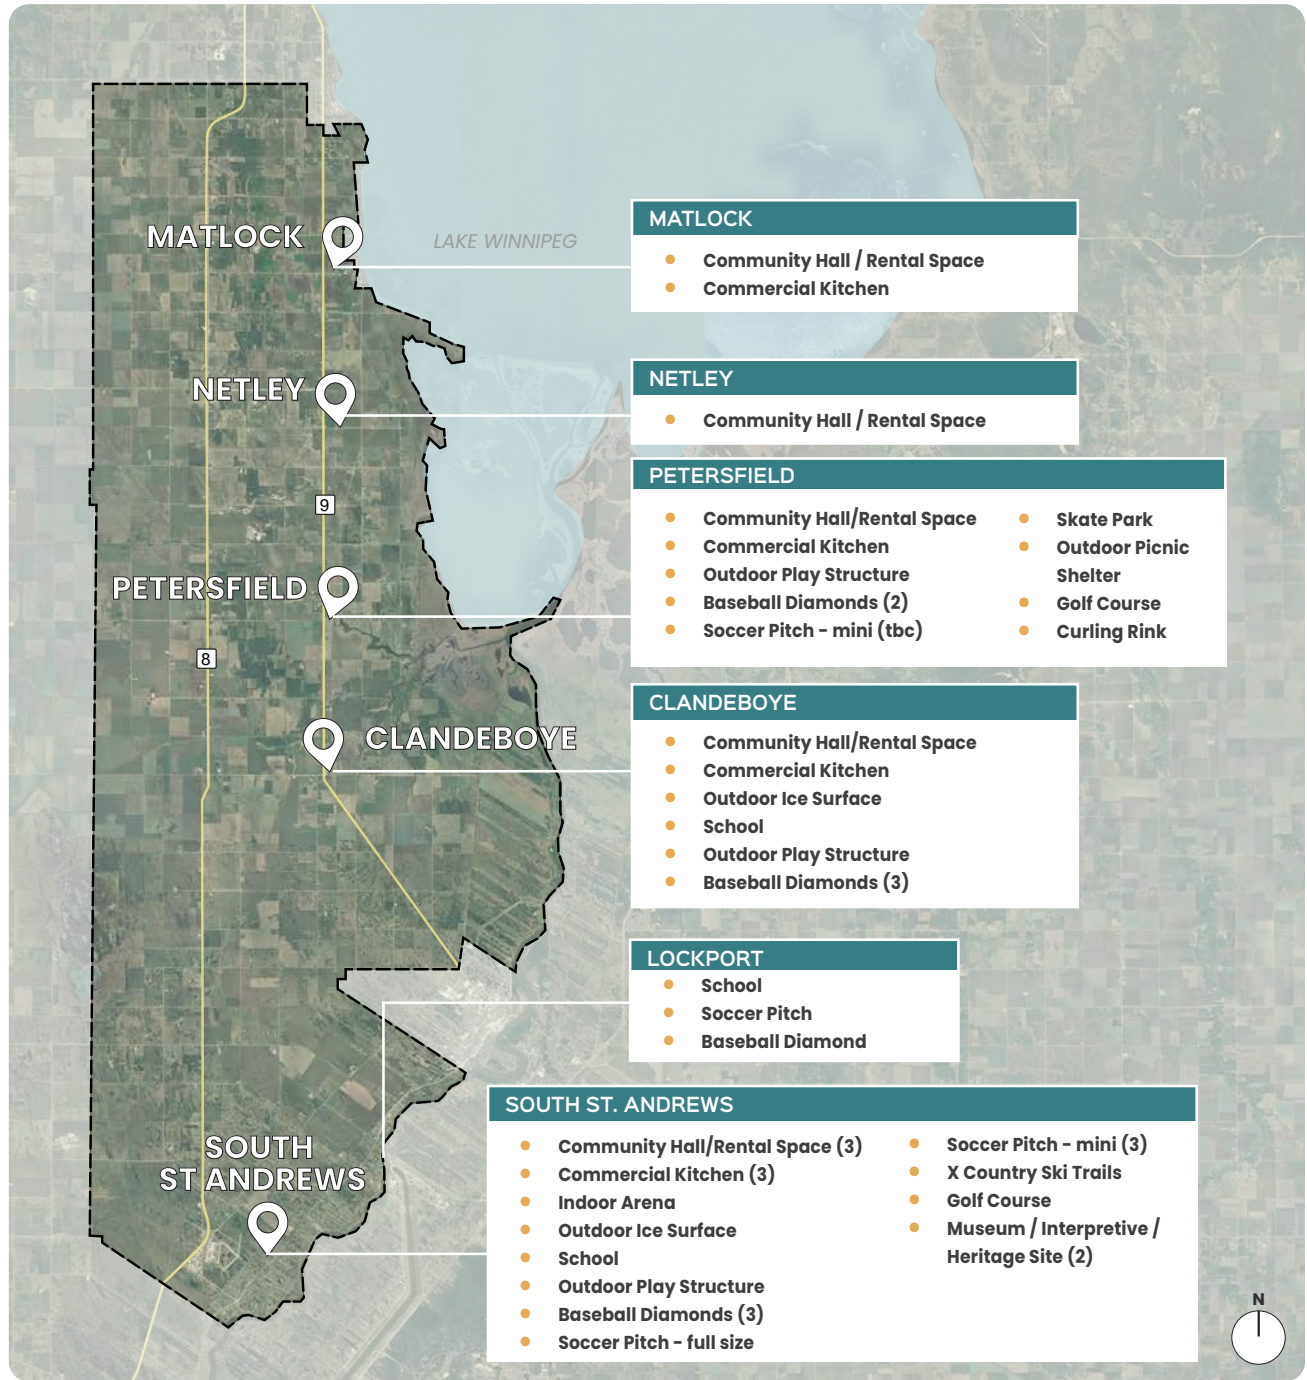 MATLOCK
LAKE WINNIPEG
MATLOCK
Community Hall / Rental Space
Commercial Kitchen
NETLEY
NETLEY
Community Hall / Rental Space
9
PETERSFIELD
PETERSFIELD
Community Hall/Rental Space
Commercial Kitchen
Outdoor Play Structure
Baseball Diamonds (2)
Soccer Pitch - mini (tbc)
Skate Park
Outdoor Picnic
Shelter
Golf Course
Curling Rink
8
CLANDEBOYE
CLANDEBOYE
Community Hall/Rental Space
Commercial Kitchen
Outdoor Ice Surface
School
Outdoor Play Structure
Baseball Diamonds (3)
LOCKPORT
School
Soccer Pitch
Baseball Diamond
SOUTH
ST ANDREWS
SOUTH ST. ANDREWS
Community Hall/Rental Space (3)
Commercial Kitchen (3)
Indoor Arena
Outdoor Ice Surface
School
Outdoor Play Structure
Baseball Diamonds (3)
Soccer Pitch - full size
Soccer Pitch - mini (3)
X Country Ski Trails
Golf Course
Museum / Interpretive /
Heritage Site (2)
N